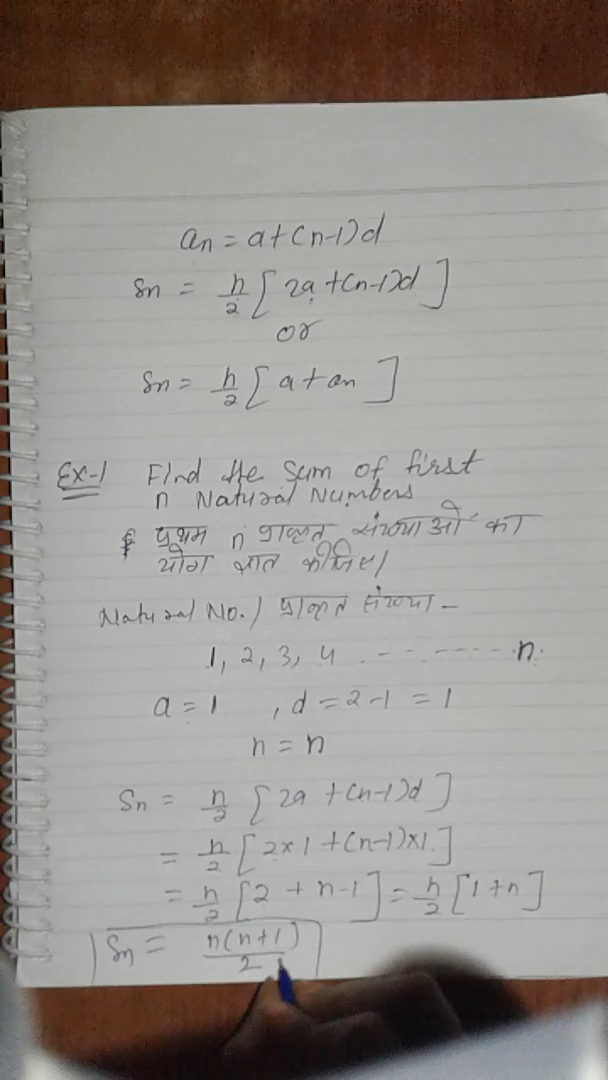 an = a+(n-1)d
Sn = n/2 [ 2a+(n-1)d ]
or
Sn = n/2 [ a+an ]
Ex-1 Find the Sum of first
n Natural Numbers
प्रथम n प्राकृत संख्याओं का
योग ज्ञात कीजिए।
Natural No. / प्राकृत संख्या -
1, 2, 3, 4 - - - - - - - - n.
a = 1 , d = 2-1 = 1
n = n
Sn = n/2 [ 2a +(n-1)d ]
= n/2 [ 2×1 +(n-1)×1 ]
= n/2 [ 2 + n-1 ] = n/2 [ 1+n ]
Sn = n(n+1)/2